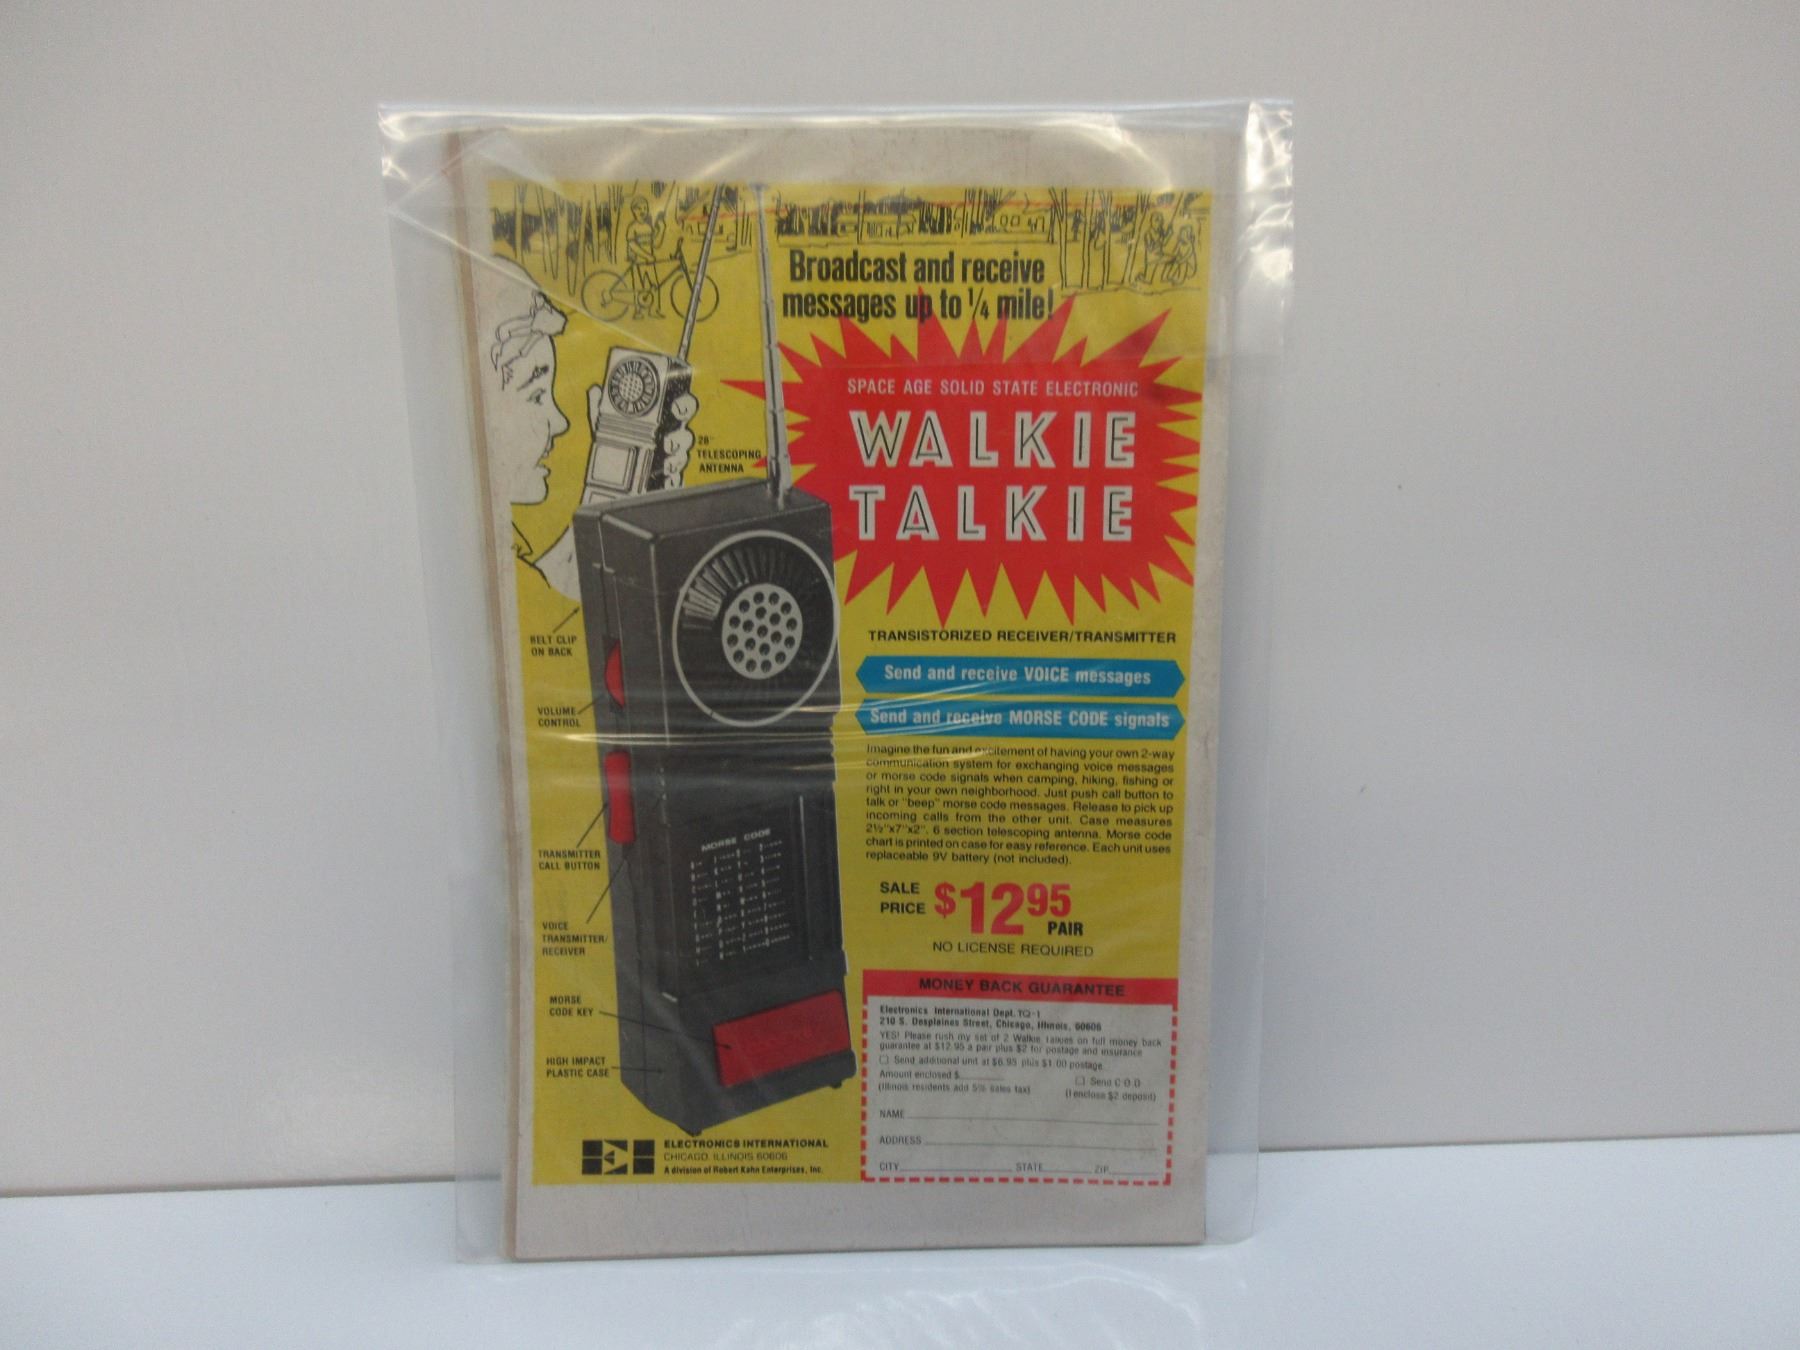 Broadcast and receive
messages up to 1/4 mile!
SPACE AGE SOLID STATE ELECTRONIC
WALKIE
TALKIE
28"
TELESCOPING
ANTENNA
TRANSISTORIZED RECEIVER/TRANSMITTER
BELT CLIP
ON BACK
Send and receive VOICE messages
VOLUME
CONTROL
Send and receive MORSE CODE signals
Imagine the fun and excitement of having your own 2-way
communication system for exchanging voice messages
or morse code signals when camping, hiking, fishing or
right in your own neighborhood. Just push call button to
talk or "beep" morse code messages. Release to pick up
incoming calls from the other unit. Case measures
2½"x7"x2". 6 section telescoping antenna. Morse code
chart is printed on case for easy reference. Each unit uses
replaceable 9V battery (not included).
MORSE CODE
TRANSMITTER
CALL BUTTON
SALE
PRICE $12 95
PAIR
NO LICENSE REQUIRED
VOICE
TRANSMITTER/
RECEIVER
MORSE
CODE KEY
HIGH IMPACT
PLASTIC CASE
MONEY BACK GUARANTEE
Electronics International Dept. TQ-1
210 S. Desplaines Street, Chicago, Illinois, 60606
YES! Please rush my set of 2 Walkie Talkies on full money back
guarantee at $12.95 a pair plus $2 for postage and insurance
Send additional unit at $6.95 plus $1.00 postage.
Amount enclosed $
Send C.O.D.
(Illinois residents add 5% sales tax)
(I enclose $2 deposit)
NAME
ADDRESS
CITY STATE ZIP
ELECTRONICS INTERNATIONAL
CHICAGO, ILLINOIS 60606
A division of Robert Kahn Enterprises, Inc.